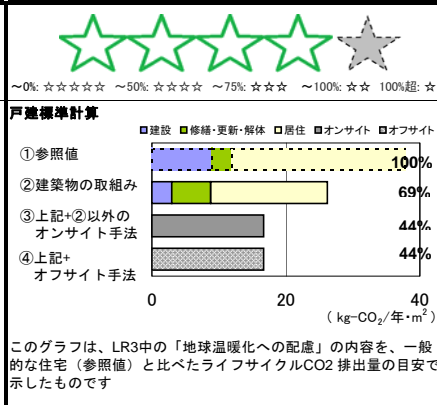 ～0%: ☆☆☆☆☆ ～50%: ☆☆☆☆ ～75%: ☆☆☆ ～100%: ☆☆ 100%超: ☆
戸建標準計算
■建設 ■修繕・更新・解体 □居住 ■オンサイト ■オフサイト
①参照値 100%
②建築物の取組み 69%
③上記+②以外の
オンサイト手法 44%
④上記+ 44%
オフサイト手法
0 20 40
（ kg-CO₂/年・m² ）
このグラフは、LR3中の「地球温暖化への配慮」の内容を、一般
的な住宅（参照値）と比べたライフサイクルCO2 排出量の目安で
示したものです